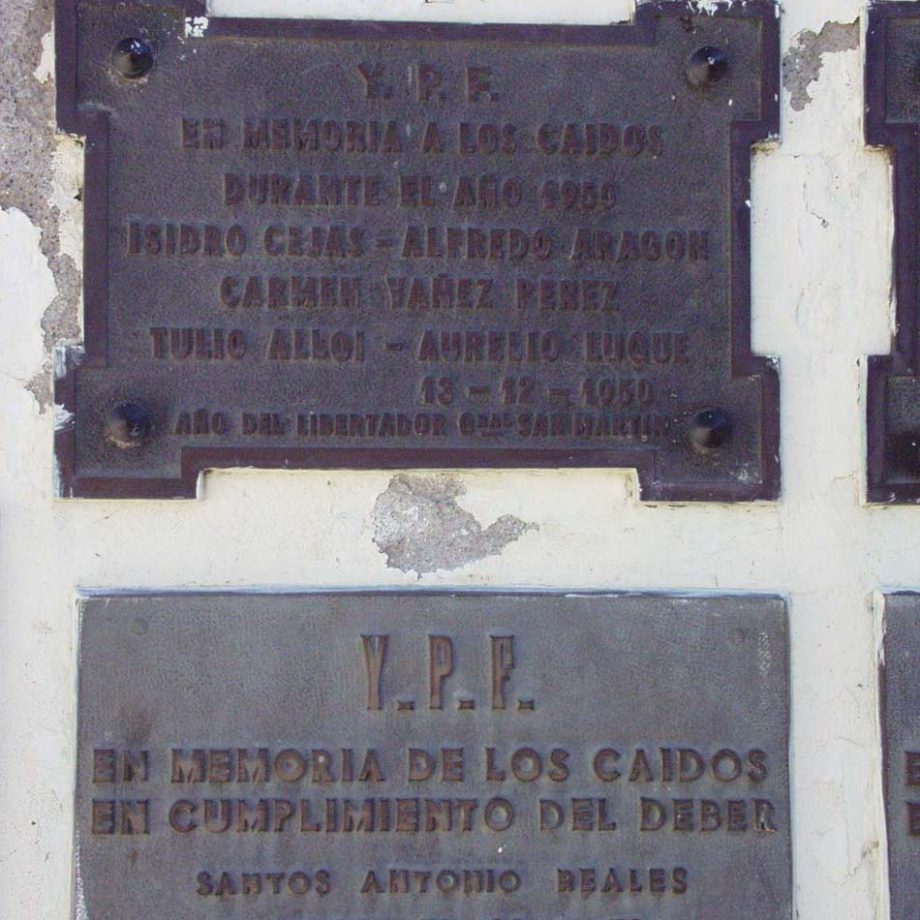 Y. P. F.
EN MEMORIA A LOS CAIDOS
DURANTE EL AÑO 1950
ISIDRO CEJAS - ALFREDO ARAGON
CARMEN YAÑEZ PEREZ
TULIO ALLOI - AURELIO LUQUE
13 - 12 - 1950
AÑO DEL LIBERTADOR GRAL SAN MARTIN
Y.P.F.
EN MEMORIA DE LOS CAIDOS
EN CUMPLIMIENTO DEL DEBER
SANTOS ANTONIO REALES